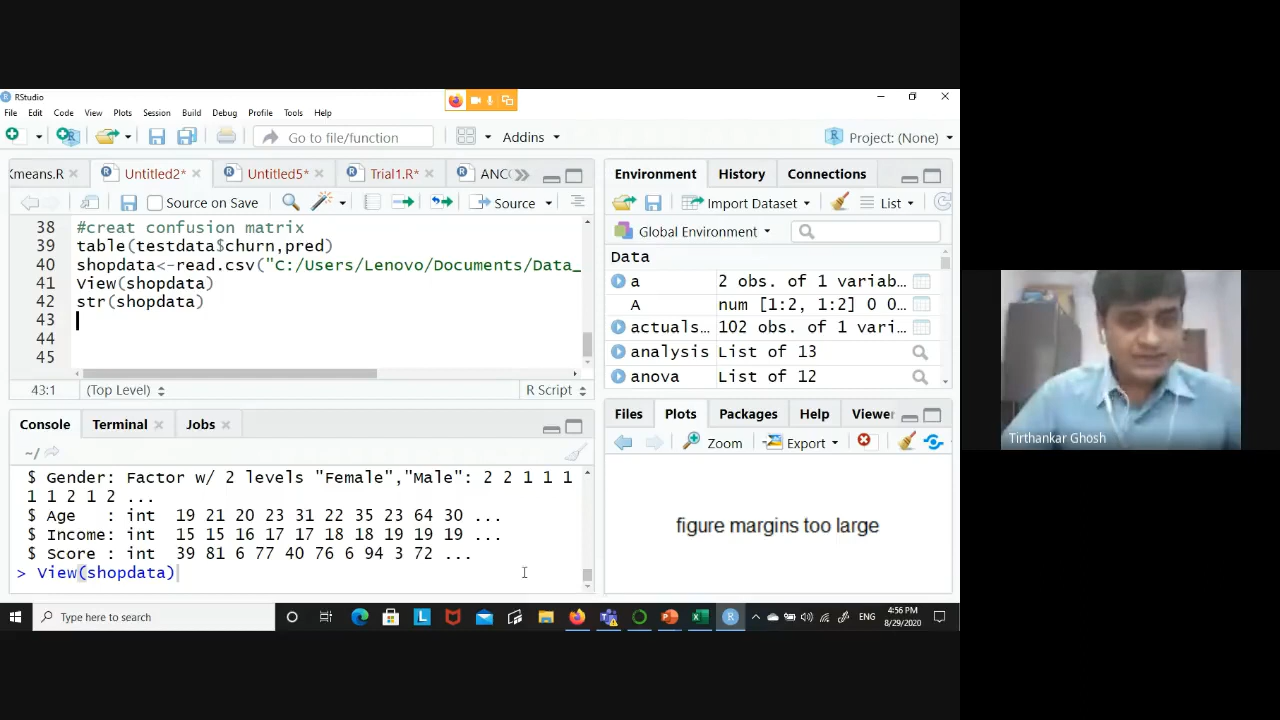 RStudio
File Edit Code View Plots Session Build Debug Profile Tools Help
Go to file/function Addins Project: (None)
Kmeans.R Untitled2* Untitled5* Trial1.R* ANC
Source on Save Source
38 #creat confusion matrix
39 table(testdata$churn,pred)
40 shopdata<-read.csv("C:/Users/Lenovo/Documents/Data_
41 View(shopdata)
42 str(shopdata)
43
44
45
43:1 (Top Level) R Script
Console Terminal Jobs
~/
$ Gender: Factor w/ 2 levels "Female","Male": 2 2 1 1 1
1 1 2 1 2 ...
$ Age : int 19 21 20 23 31 22 35 23 64 30 ...
$ Income: int 15 15 16 17 17 18 18 19 19 19 ...
$ Score : int 39 81 6 77 40 76 6 94 3 72 ...
> View(shopdata)
Environment History Connections
Import Dataset List
Global Environment
Data
a 2 obs. of 1 variab…
A num [1:2, 1:2] 0 0…
actuals… 102 obs. of 1 vari…
analysis List of 13
anova List of 12
Files Plots Packages Help Viewer
Zoom Export
figure margins too large
Type here to search
ENG
4:56 PM
8/29/2020
Tirthankar Ghosh